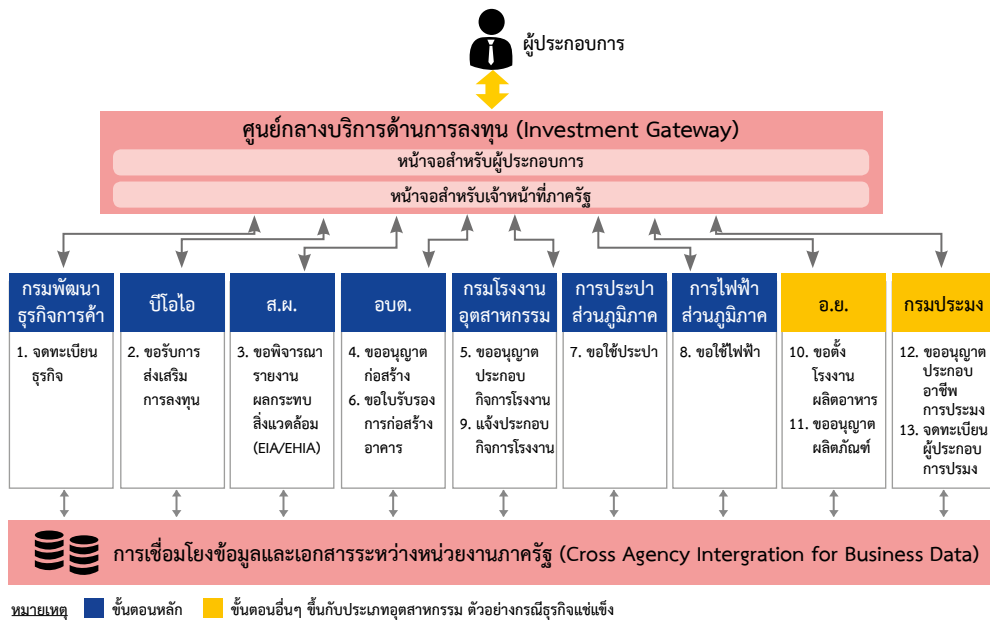 ผู้ประกอบการ
ศูนย์กลางบริการด้านการลงทุน (Investment Gateway)
หน้าจอสำหรับผู้ประกอบการ
หน้าจอสำหรับเจ้าหน้าที่ภาครัฐ
กรมพัฒนา
ธุรกิจการค้า
1. จดทะเบียน
ธุรกิจ
บีโอไอ
2. ขอรับการ
ส่งเสริม
การลงทุน
ส.ผ.
3. ขอพิจารณา
รายงาน
ผลกระทบ
สิ่งแวดล้อม
(EIA/EHIA)
อบต.
4. ขออนุญาต
ก่อสร้าง
6. ขอใบรับรอง
การก่อสร้าง
อาคาร
กรมโรงงาน
อุตสาหกรรม
5. ขออนุญาต
ประกอบ
กิจการโรงงาน
9. แจ้งประกอบ
กิจการโรงงาน
การประปา
ส่วนภูมิภาค
7. ขอใช้ประปา
การไฟฟ้า
ส่วนภูมิภาค
8. ขอใช้ไฟฟ้า
อ.ย.
10. ขอตั้ง
โรงงาน
ผลิตอาหาร
11. ขออนุญาต
ผลิตภัณฑ์
กรมประมง
12. ขออนุญาต
ประกอบ
อาชีพ
การประมง
13. จดทะเบียน
ผู้ประกอบ
การปรมง
การเชื่อมโยงข้อมูลและเอกสารระหว่างหน่วยงานภาครัฐ (Cross Agency Intergration for Business Data)
หมายเหตุ ขั้นตอนหลัก ขั้นตอนอื่นๆ ขึ้นกับประเภทอุตสาหกรรม ตัวอย่างกรณีธุรกิจแช่แข็ง